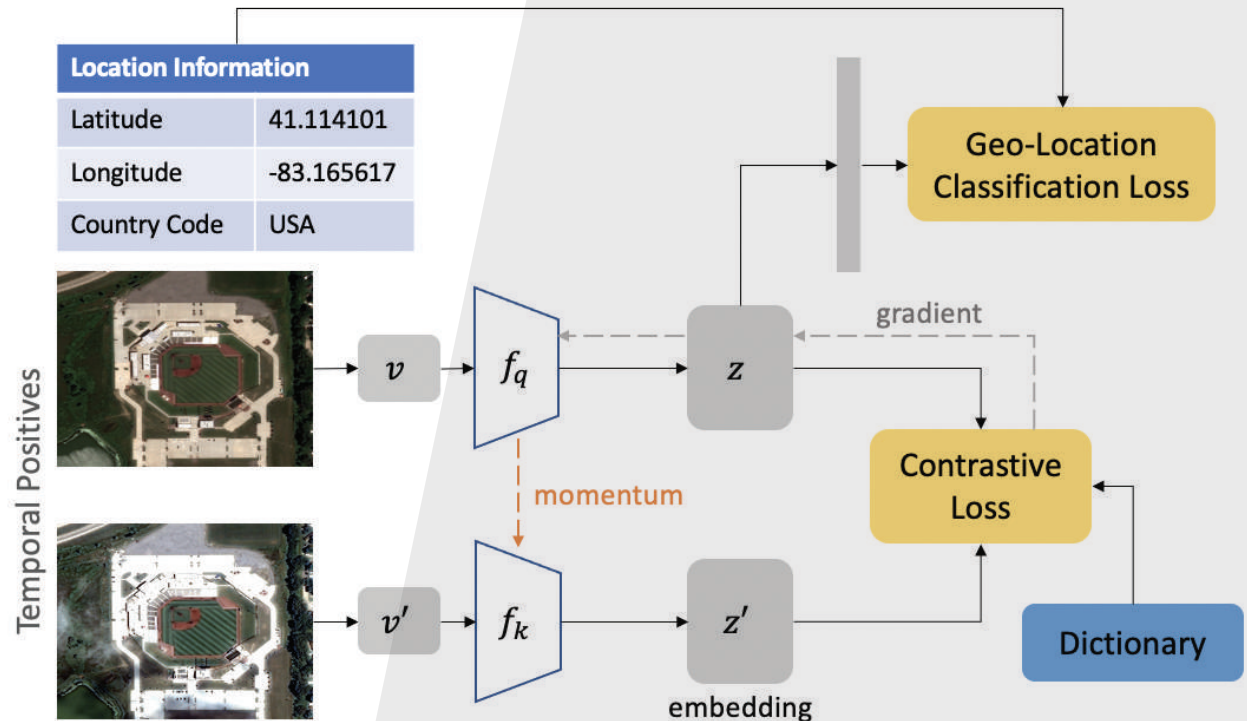 Location Information
Latitude 41.114101
Longitude -83.165617
Country Code USA
Geo-Location
Classification Loss
Temporal Positives
v
f_q
z
gradient
momentum
Contrastive
Loss
v'
f_k
z'
embedding
Dictionary